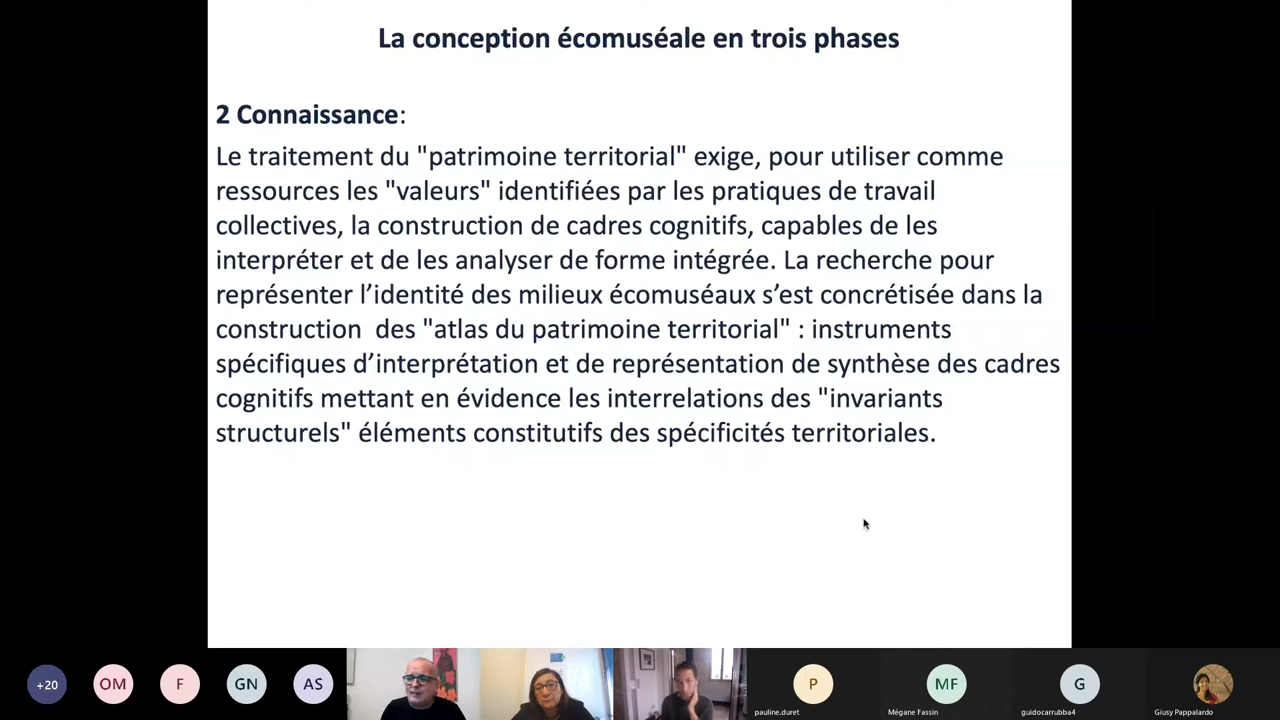 La conception écomuséale en trois phases
2 Connaissance:
Le traitement du "patrimoine territorial" exige, pour utiliser comme
ressources les "valeurs" identifiées par les pratiques de travail
collectives, la construction de cadres cognitifs, capables de les
interpréter et de les analyser de forme intégrée. La recherche pour
représenter l’identité des milieux écomuséaux s’est concrétisée dans la
construction  des "atlas du patrimoine territorial" : instruments
spécifiques d’interprétation et de représentation de synthèse des cadres
cognitifs mettant en évidence les interrelations des "invariants
structurels" éléments constitutifs des spécificités territoriales.
+20
OM
F
GN
AS
P
MF
G
pauline.duret
Mégane Fassin
guidocarrubba4
Giusy Pappalardo